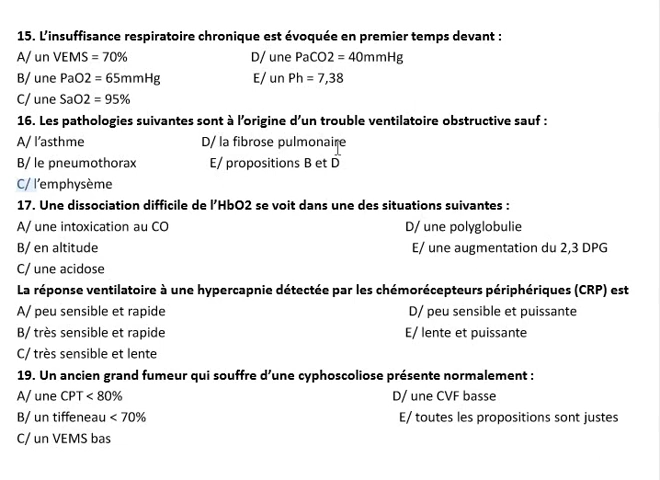 15. L'insuffisance respiratoire chronique est évoquée en premier temps devant :
A/ un VEMS = 70% D/ une PaCO2 = 40mmHg
B/ une PaO2 = 65mmHg E/ un Ph = 7,38
C/ une SaO2 = 95%
16. Les pathologies suivantes sont à l'origine d'un trouble ventilatoire obstructive sauf :
A/ l'asthme D/ la fibrose pulmonaire
B/ le pneumothorax E/ propositions B et D
C/ l'emphysème
17. Une dissociation difficile de l'HbO2 se voit dans une des situations suivantes :
A/ une intoxication au CO D/ une polyglobulie
B/ en altitude E/ une augmentation du 2,3 DPG
C/ une acidose
La réponse ventilatoire à une hypercapnie détectée par les chémorécepteurs périphériques (CRP) est
A/ peu sensible et rapide D/ peu sensible et puissante
B/ très sensible et rapide E/ lente et puissante
C/ très sensible et lente
19. Un ancien grand fumeur qui souffre d'une cyphoscoliose présente normalement :
A/ une CPT < 80% D/ une CVF basse
B/ un tiffeneau < 70% E/ toutes les propositions sont justes
C/ un VEMS bas